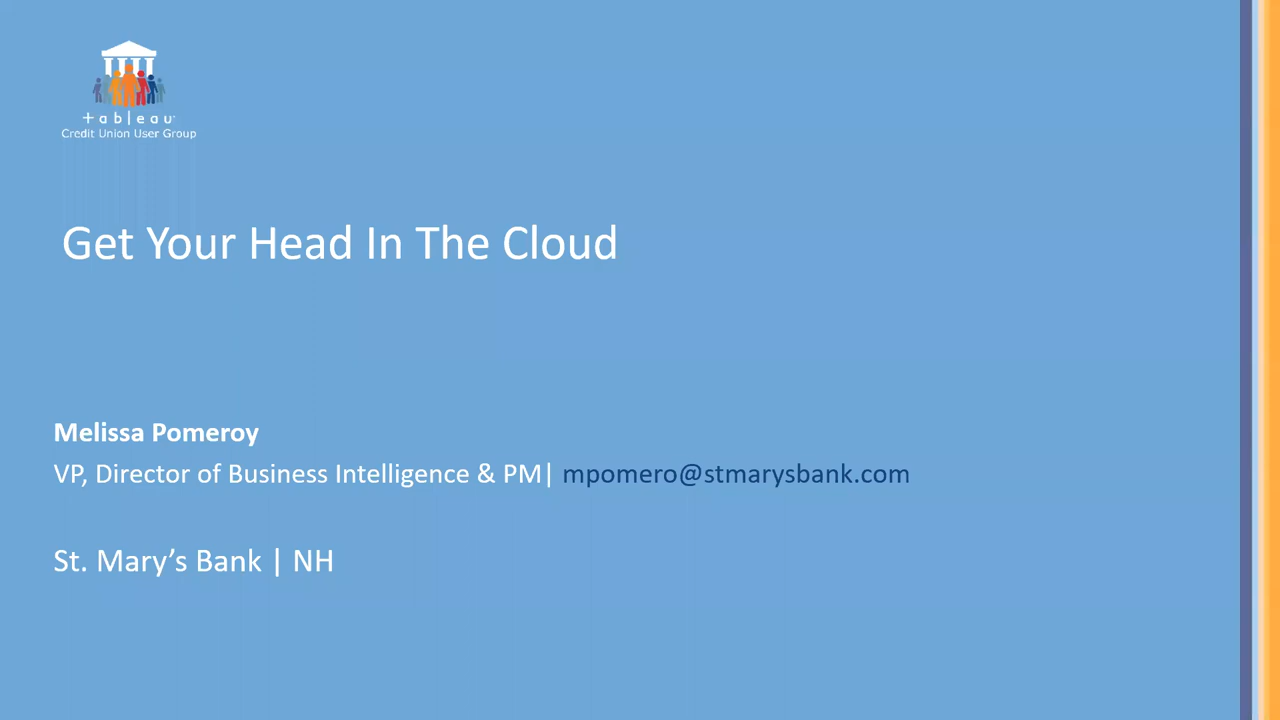 tableau
Credit Union User Group
Get Your Head In The Cloud
Melissa Pomeroy
VP, Director of Business Intelligence & PM| mpomero@stmarysbank.com
St. Mary’s Bank | NH